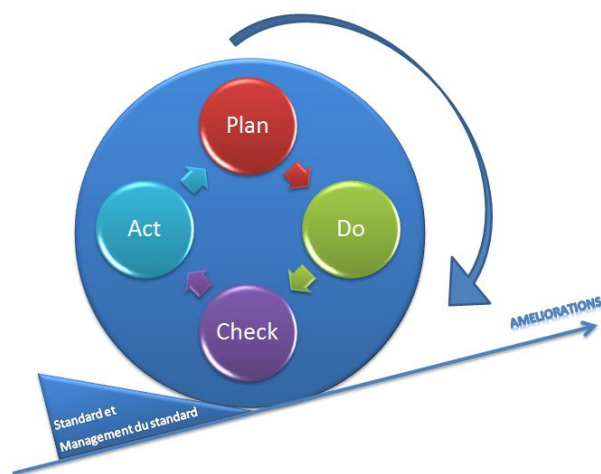 Plan
Act
Do
Check
AMELIORATIONS
Standard et
Management du standard